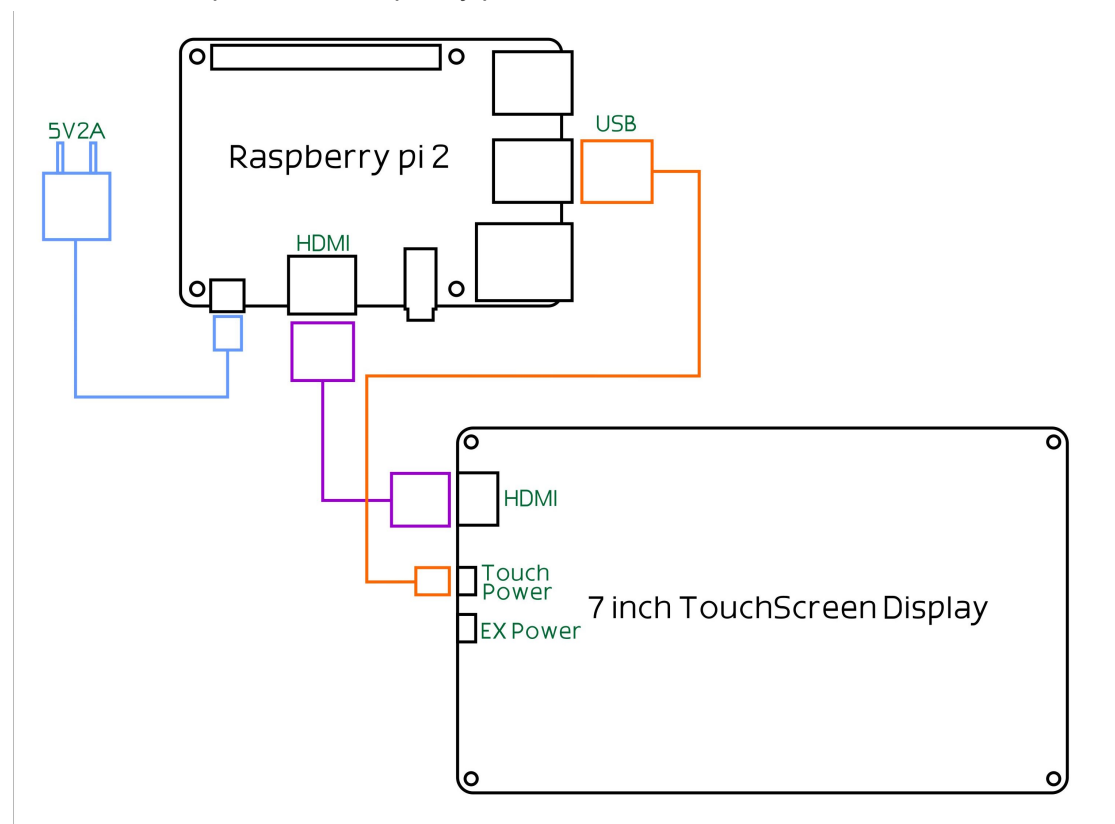 5V2A
Raspberry pi 2
USB
HDMI
HDMI
Touch
Power
7 inch TouchScreen Display
EX Power